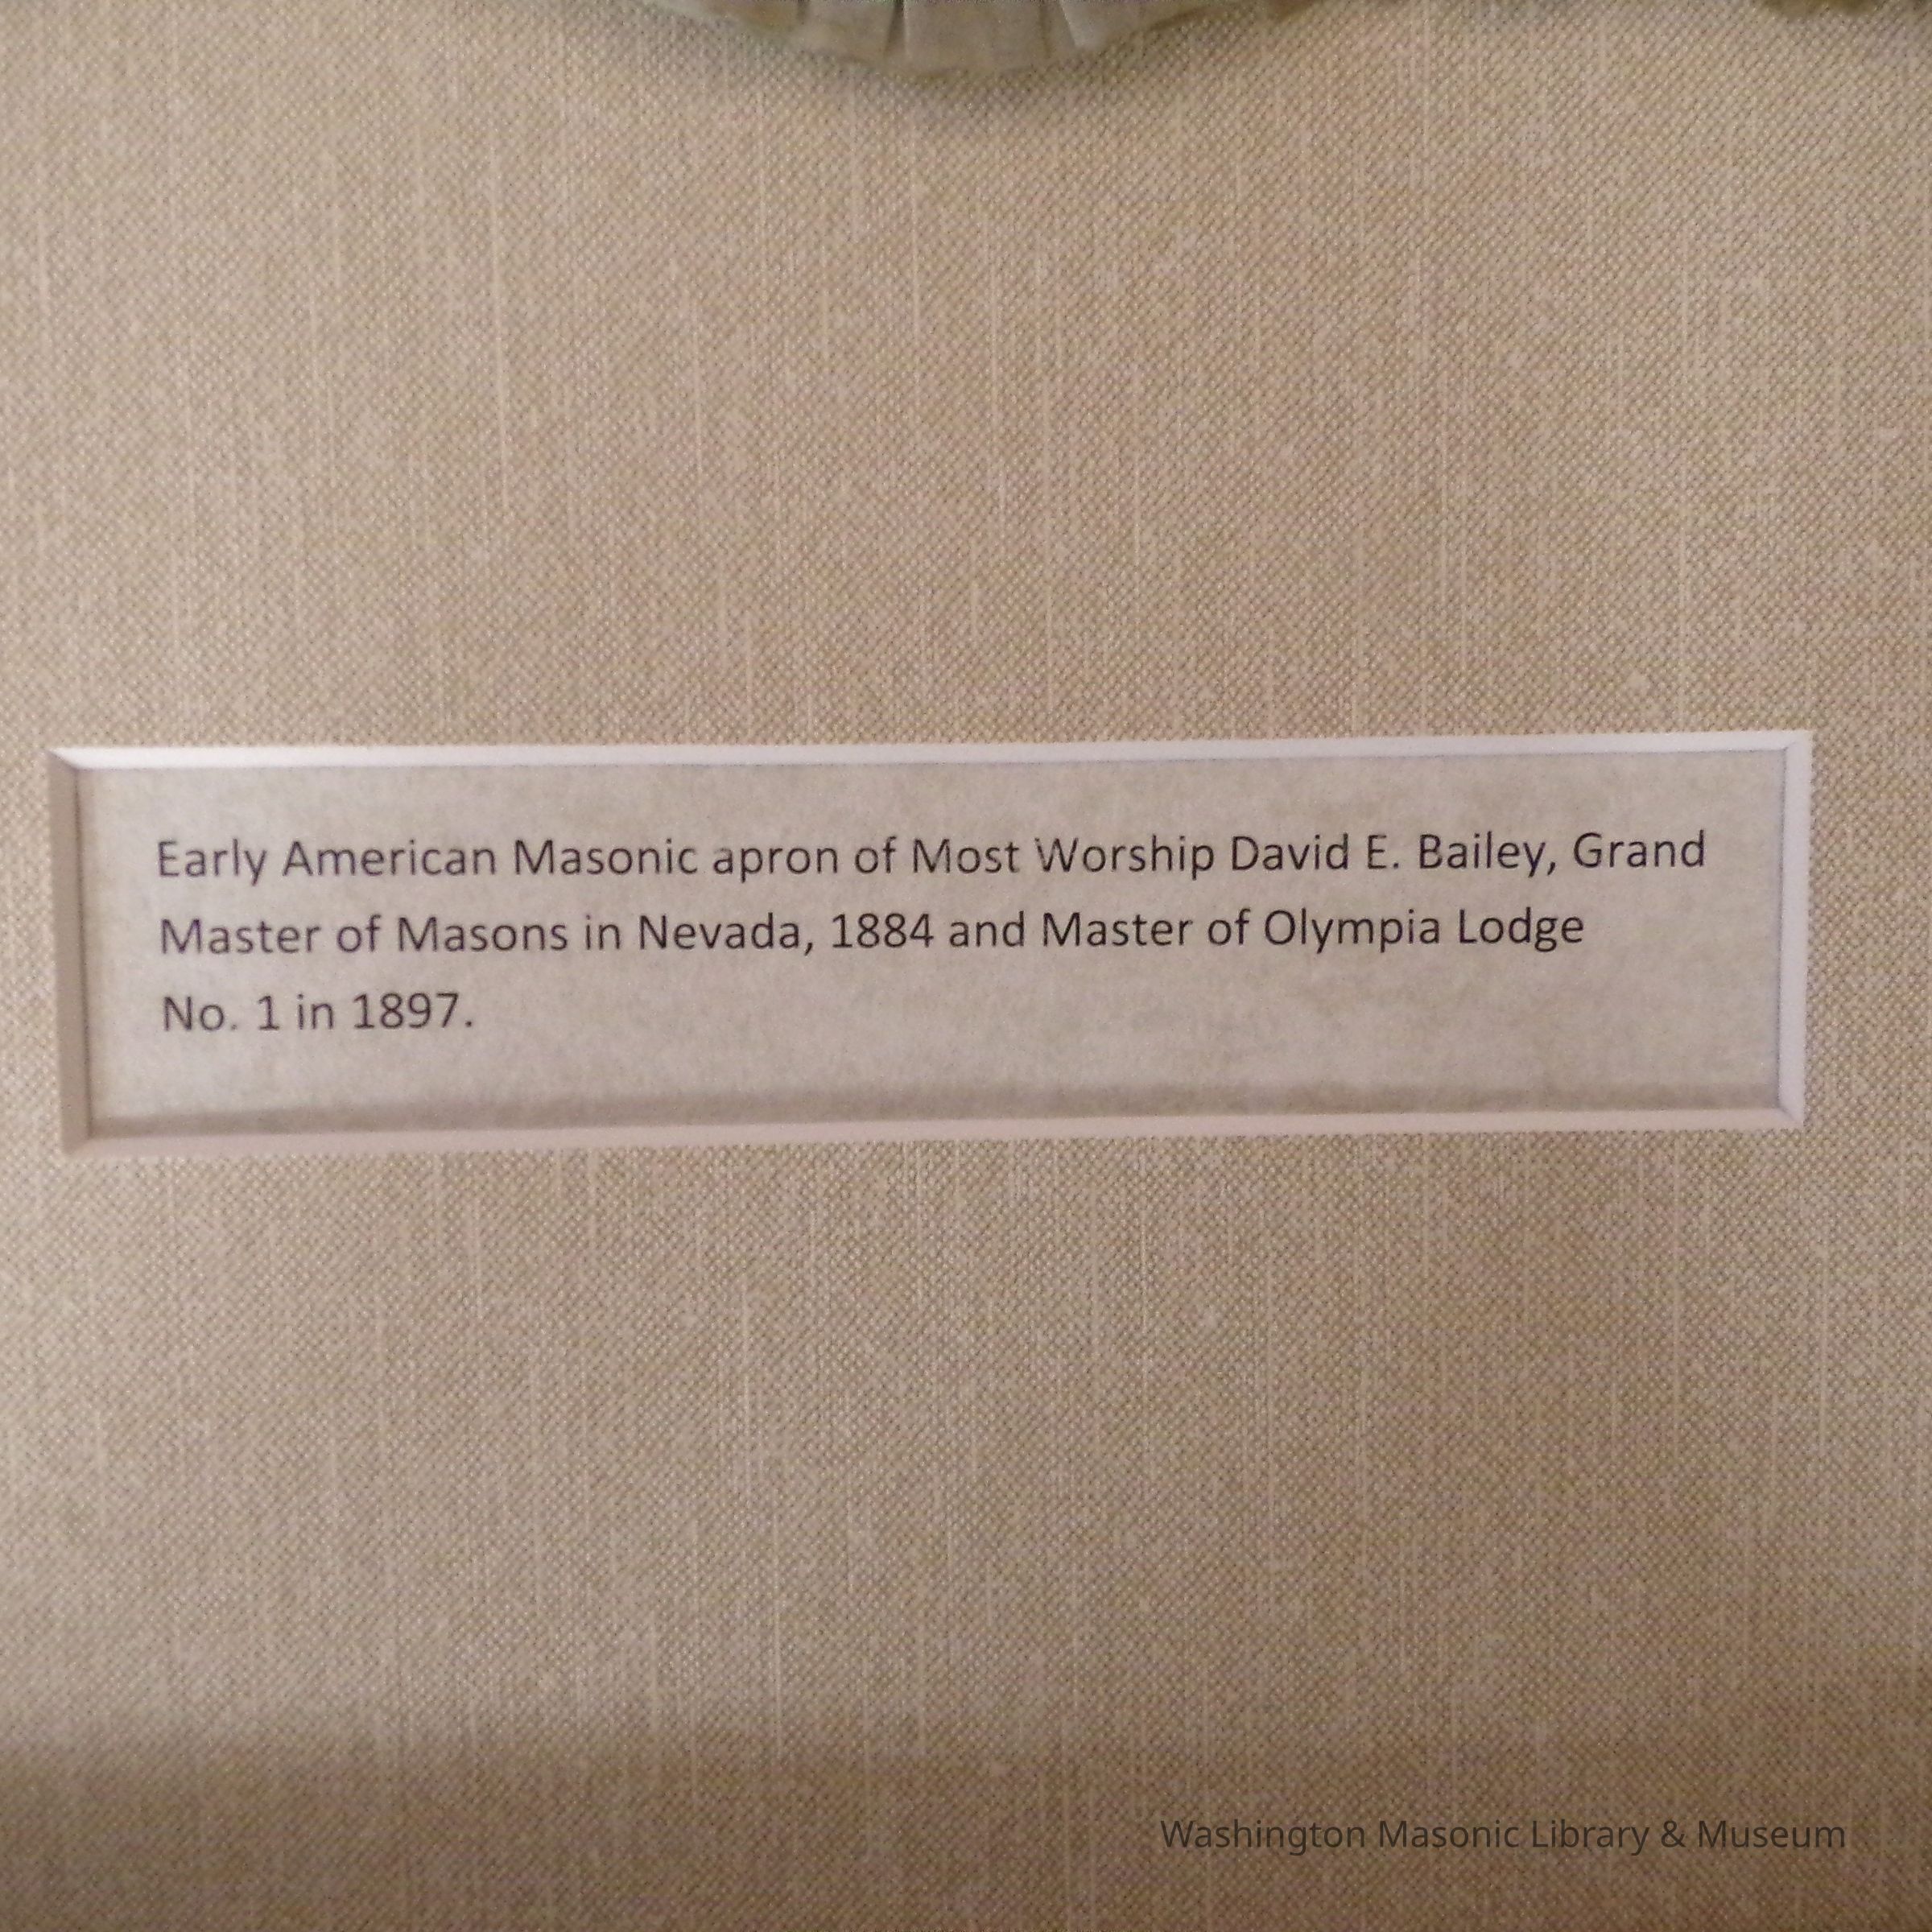 Early American Masonic apron of Most Worship David E. Bailey, Grand
Master of Masons in Nevada, 1884 and Master of Olympia Lodge
No. 1 in 1897.
Washington Masonic Library & Museum